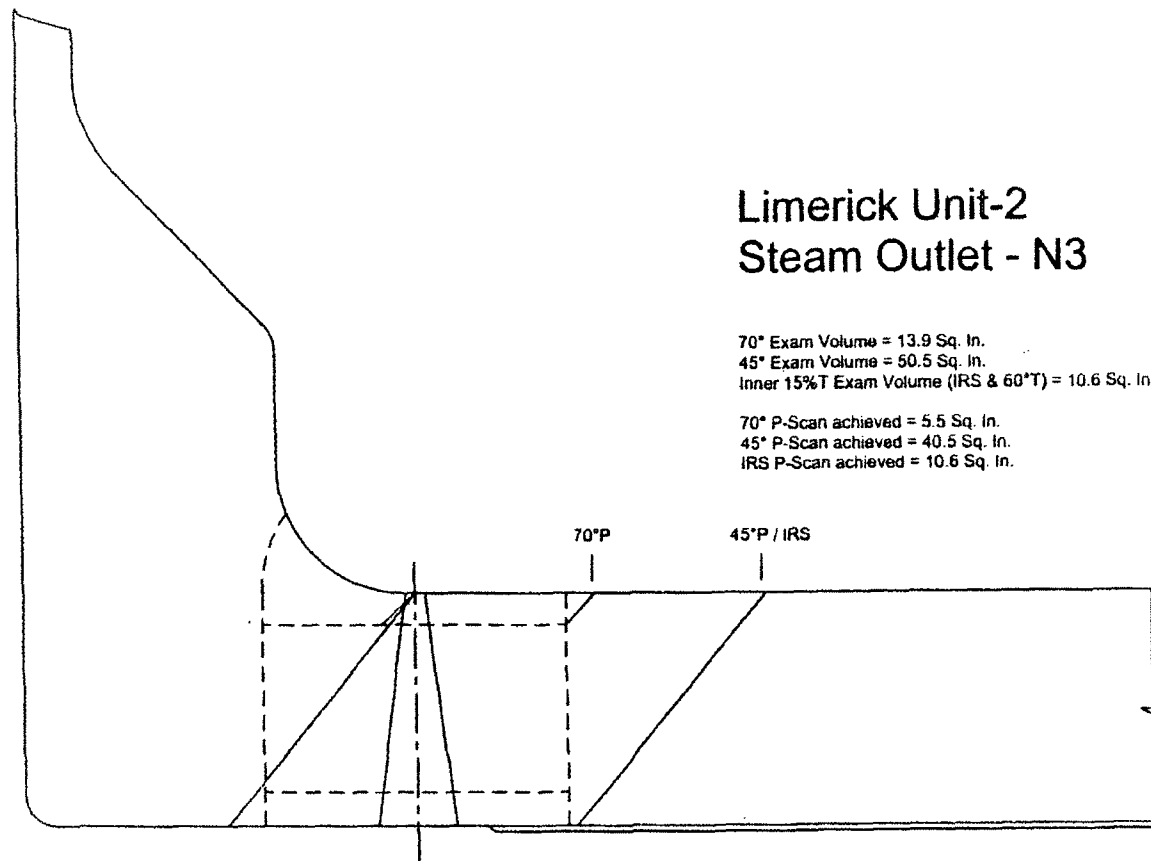 Limerick Unit-2
Steam Outlet - N3
70° Exam Volume = 13.9 Sq. In.
45° Exam Volume = 50.5 Sq. In.
Inner 15%T Exam Volume (IRS & 60°T) = 10.6 Sq. In
70° P-Scan achieved = 5.5 Sq. In.
45° P-Scan achieved = 40.5 Sq. In.
IRS P-Scan achieved = 10.6 Sq. In.
70°P
45°P / IRS